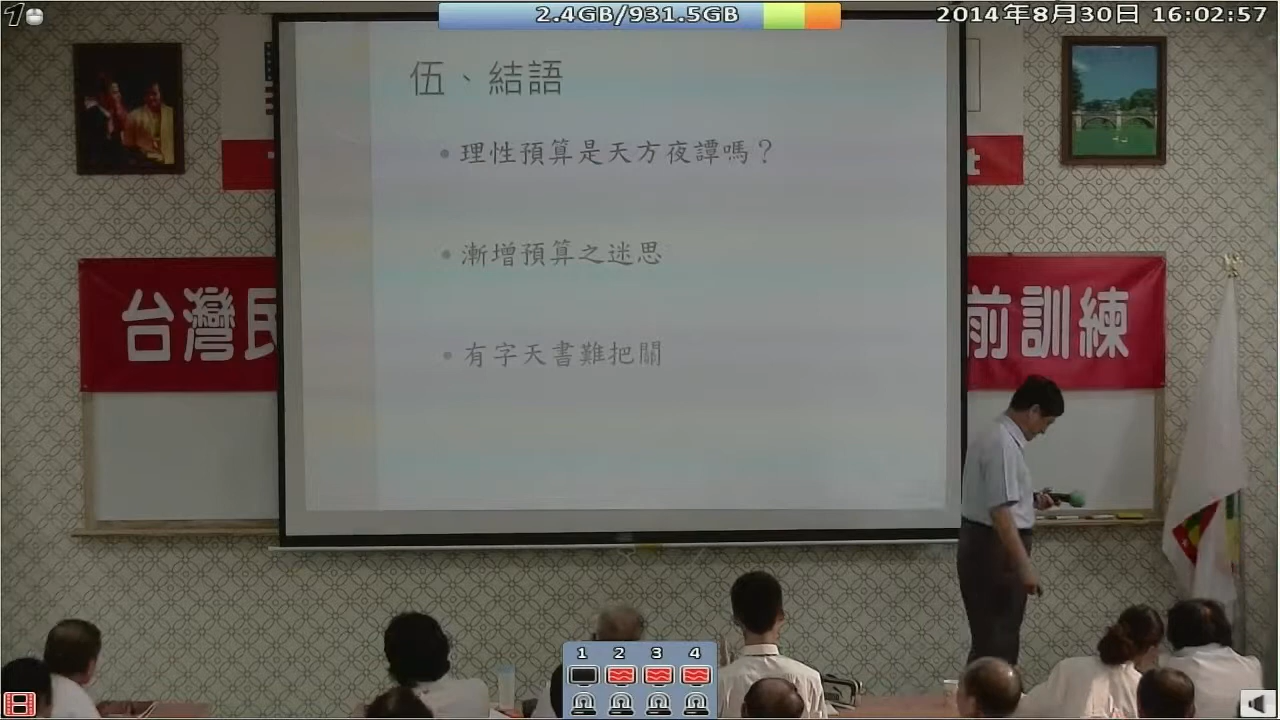 2.4GB/931.5GB
2014年8月30日 16:02:57
伍、結語
理性預算是天方夜譚嗎？
漸增預算之迷思
有字天書難把關
t
台灣民
前訓練
1 2 3 4